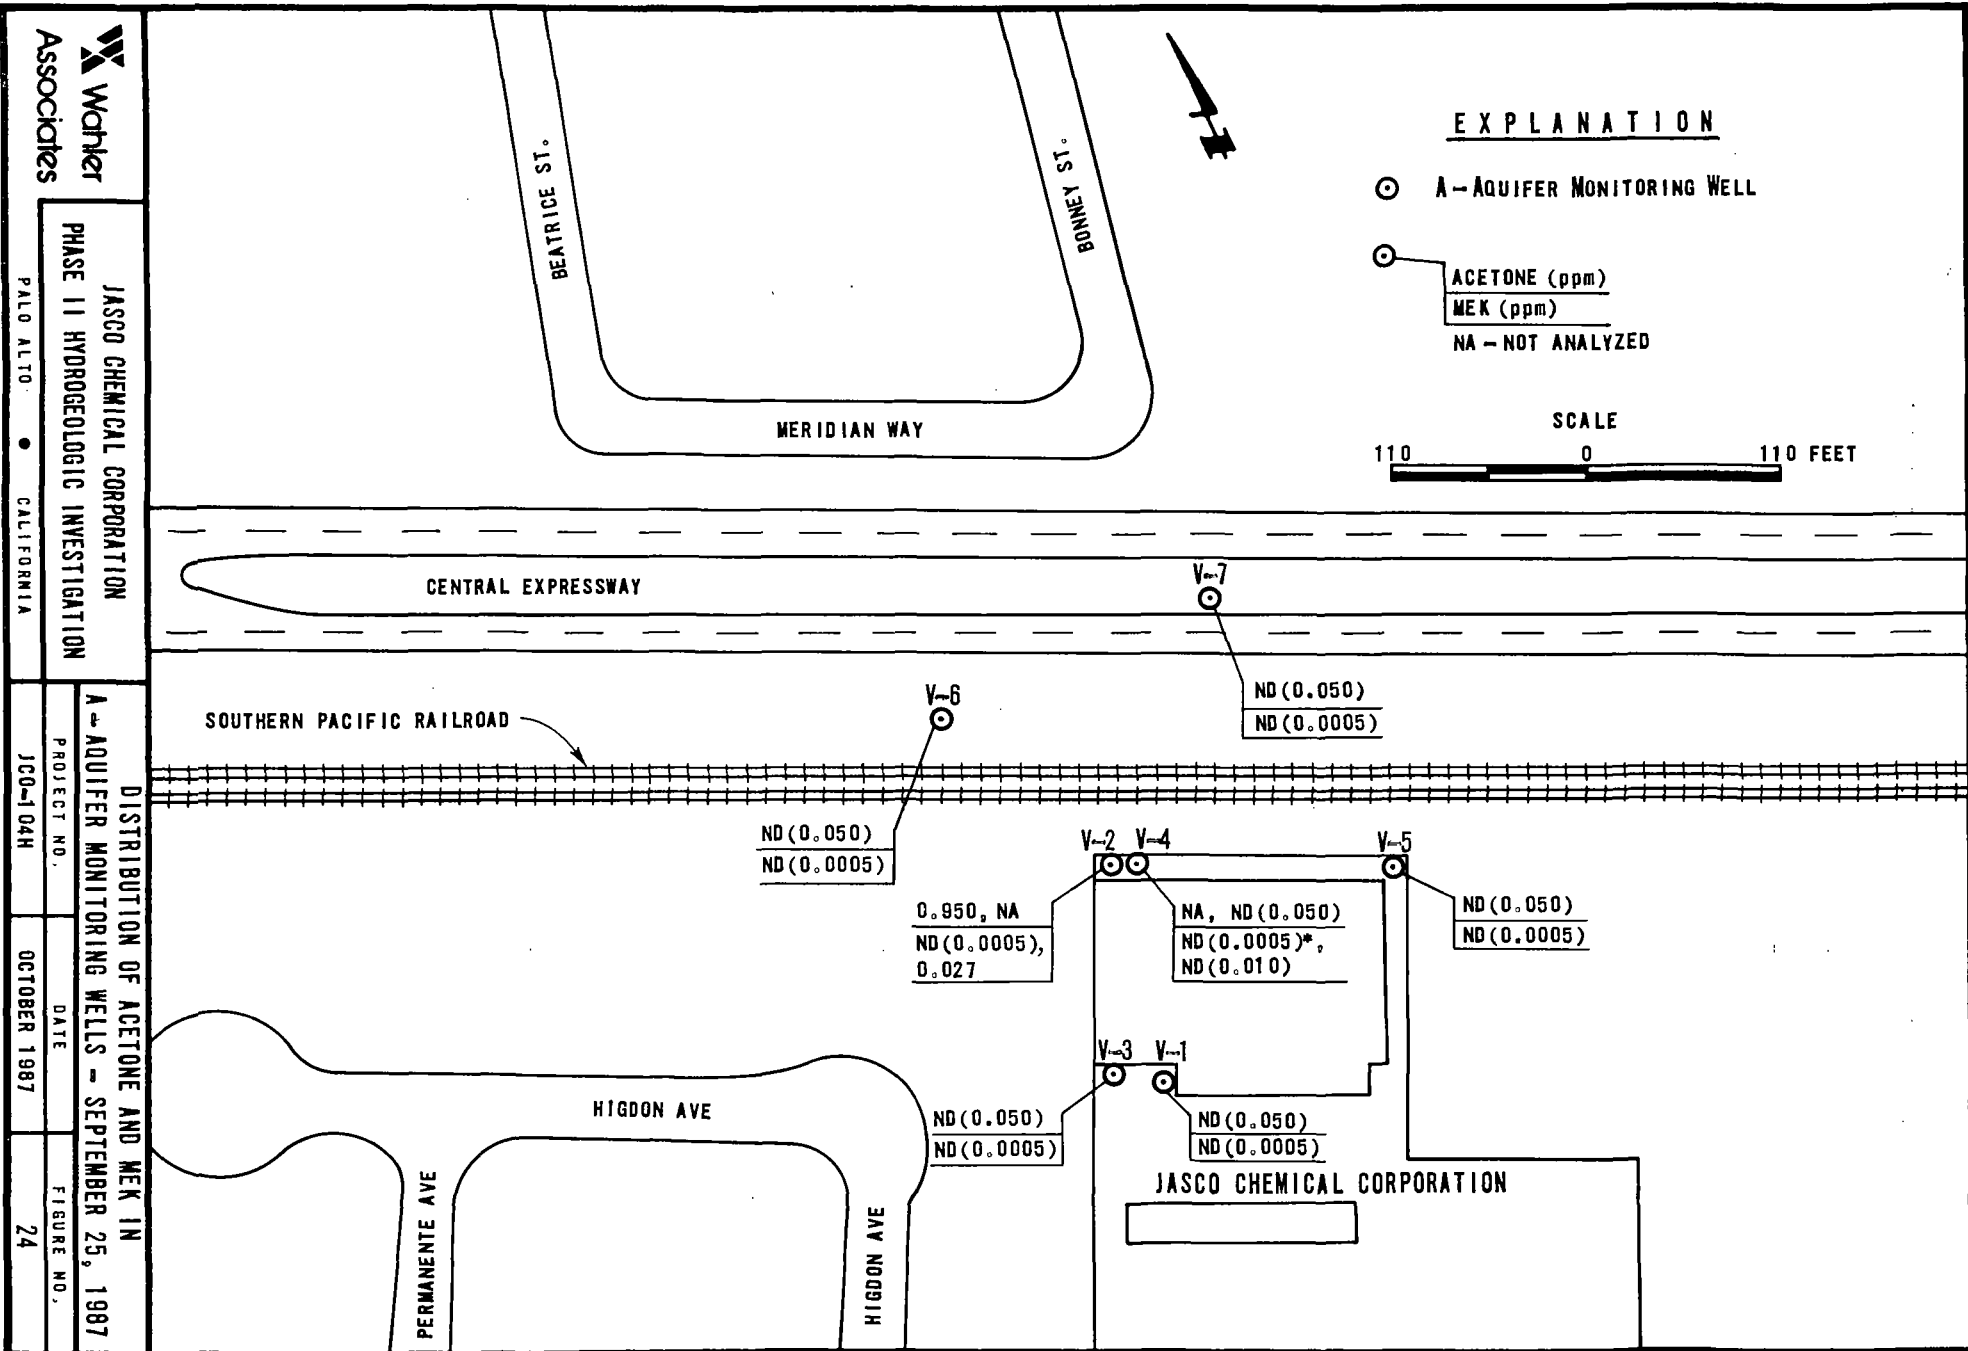 Wahler
Associates
JASCO CHEMICAL CORPORATION
PHASE II HYDROGEOLOGIC INVESTIGATION
PALO ALTO • CALIFORNIA
DISTRIBUTION OF ACETONE AND MEK IN
A-AQUIFER MONITORING WELLS - SEPTEMBER 25, 1987
PROJECT NO.
JCO-104H
DATE
OCTOBER 1987
FIGURE NO.
24
BEATRICE ST.
BONNEY ST.
MERIDIAN WAY
EXPLANATION
A-AQUIFER MONITORING WELL
ACETONE (ppm)
MEK (ppm)
NA - NOT ANALYZED
SCALE
110 0 110 FEET
CENTRAL EXPRESSWAY
V-7
ND(0.050)
ND(0.0005)
SOUTHERN PACIFIC RAILROAD
V-6
ND(0.050)
ND(0.0005)
V-2
0.950, NA
ND(0.0005),
0.027
V-4
NA, ND(0.050)
ND(0.0005)*,
ND(0.010)
V-5
ND(0.050)
ND(0.0005)
V-3
ND(0.050)
ND(0.0005)
V-1
ND(0.050)
ND(0.0005)
JASCO CHEMICAL CORPORATION
HIGDON AVE
PERMANENTE AVE
HIGDON AVE